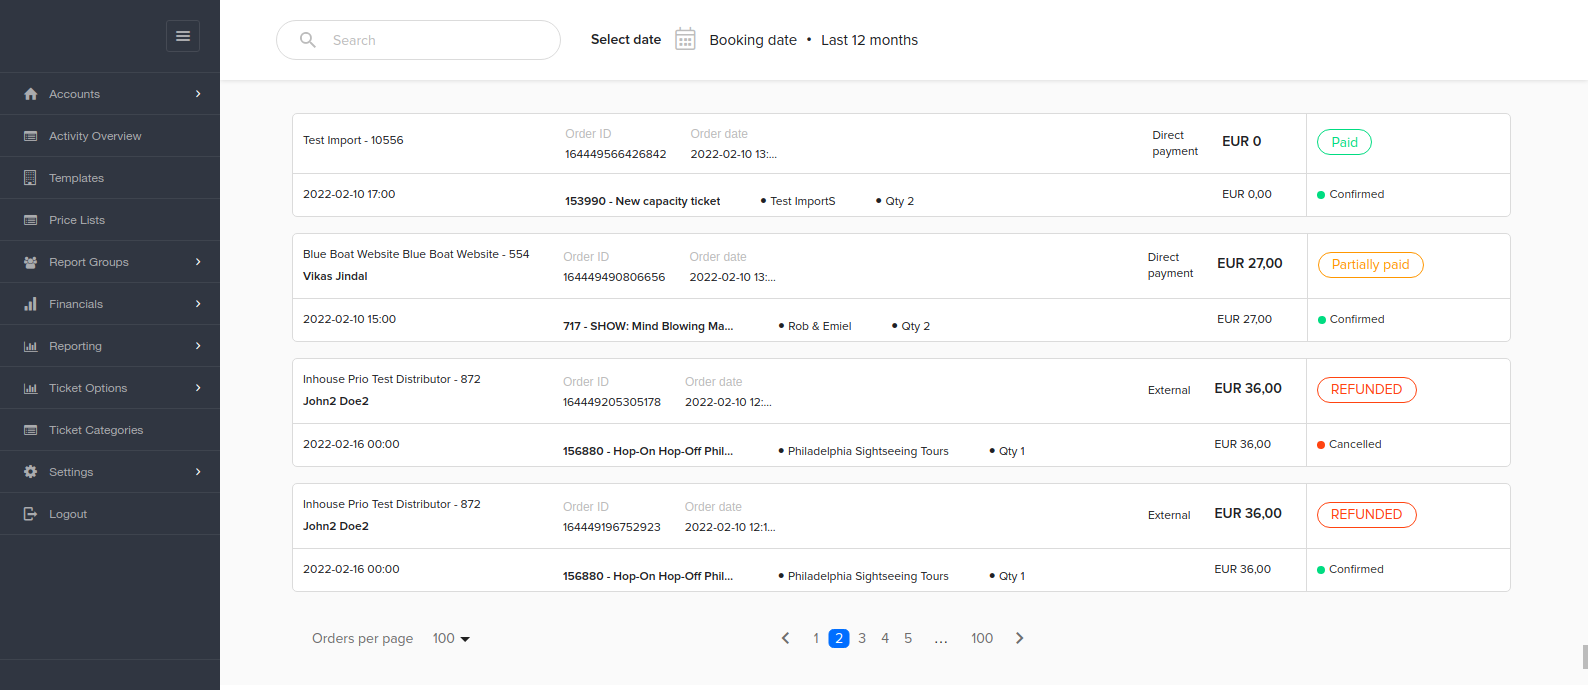 Search
Select date Booking date • Last 12 months
Accounts
Activity Overview
Templates
Price Lists
Report Groups
Financials
Reporting
Ticket Options
Ticket Categories
Settings
Logout
Test Import - 10556
Order ID
164449566426842
Order date
2022-02-10 13:...
Direct
payment
EUR 0
Paid
2022-02-10 17:00
153990 - New capacity ticket • Test ImportS • Qty 2
EUR 0,00
Confirmed
Blue Boat Website Blue Boat Website - 554
Vikas Jindal
Order ID
164449490806656
Order date
2022-02-10 13:...
Direct
payment
EUR 27,00
Partially paid
2022-02-10 15:00
717 - SHOW: Mind Blowing Ma... • Rob & Emiel • Qty 2
EUR 27,00
Confirmed
Inhouse Prio Test Distributor - 872
John2 Doe2
Order ID
164449205305178
Order date
2022-02-10 12:...
External
EUR 36,00
REFUNDED
2022-02-16 00:00
156880 - Hop-On Hop-Off Phil... • Philadelphia Sightseeing Tours • Qty 1
EUR 36,00
Cancelled
Inhouse Prio Test Distributor - 872
John2 Doe2
Order ID
164449196752923
Order date
2022-02-10 12:1...
External
EUR 36,00
REFUNDED
2022-02-16 00:00
156880 - Hop-On Hop-Off Phil... • Philadelphia Sightseeing Tours • Qty 1
EUR 36,00
Confirmed
Orders per page 100
1 2 3 4 5 ... 100